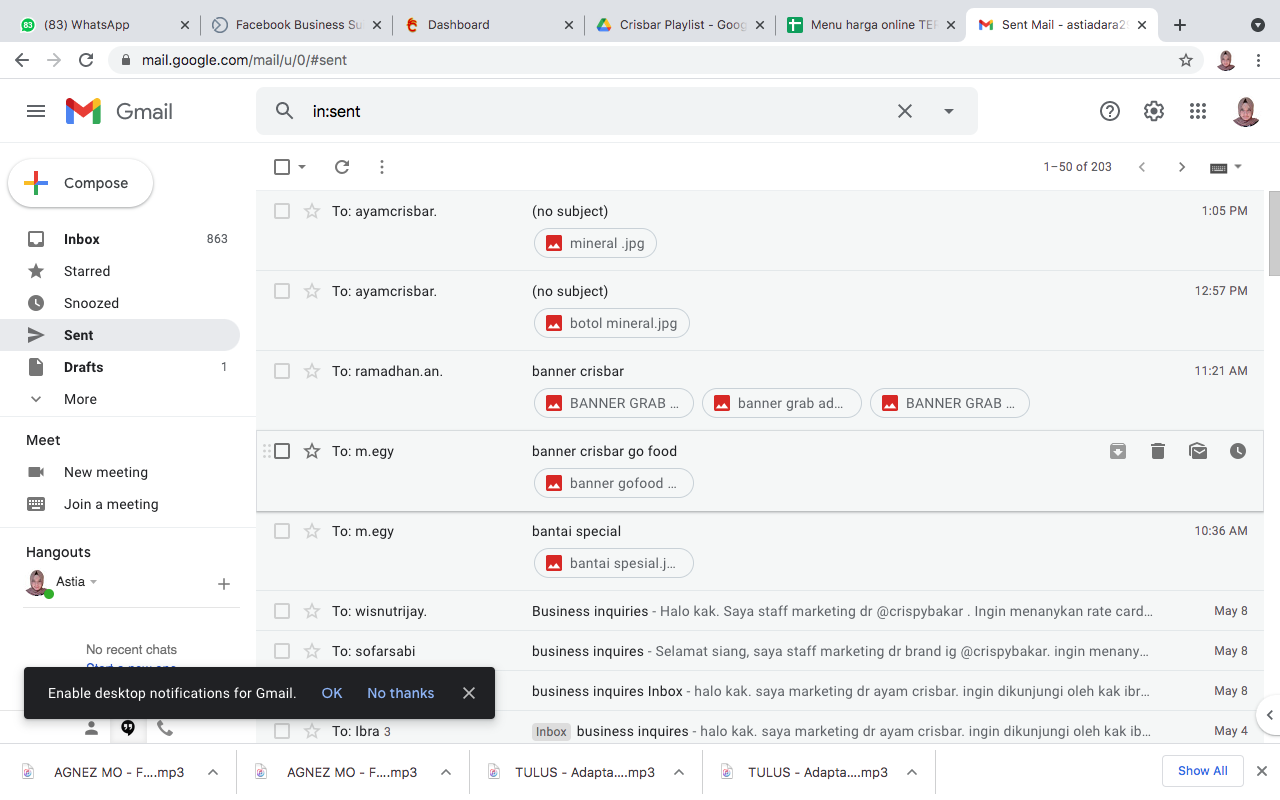 (83) WhatsApp
Facebook Business Su
Dashboard
Crisbar Playlist - Goog
Menu harga online TER
Sent Mail - astiadara2
mail.google.com/mail/u/0/#sent
Gmail
in:sent
1–50 of 203
Compose
Inbox 863
Starred
Snoozed
Sent
Drafts 1
More
Meet
New meeting
Join a meeting
Hangouts
Astia
No recent chats
To: ayamcrisbar. (no subject) 1:05 PM
mineral .jpg
To: ayamcrisbar. (no subject) 12:57 PM
botol mineral.jpg
To: ramadhan.an. banner crisbar 11:21 AM
BANNER GRAB ... banner grab ad... BANNER GRAB ...
To: m.egy banner crisbar go food
banner gofood ...
To: m.egy bantai special 10:36 AM
bantai spesial.j...
To: wisnutrijay. Business inquiries - Halo kak. Saya staff marketing dr @crispybakar . Ingin menanykan rate card... May 8
To: sofarsabi business inquires - Selamat siang, saya staff marketing dr brand ig @crispybakar. ingin menany... May 8
business inquires Inbox - halo kak. saya marketing dr ayam crisbar. ingin dikunjungi oleh kak ibr... May 8
To: Ibra 3 Inbox business inquires - halo kak. saya marketing dr ayam crisbar. ingin dikunjungi oleh kak ib... May 4
Enable desktop notifications for Gmail. OK No thanks
AGNEZ MO - F....mp3
AGNEZ MO - F....mp3
TULUS - Adapta....mp3
TULUS - Adapta....mp3
Show All